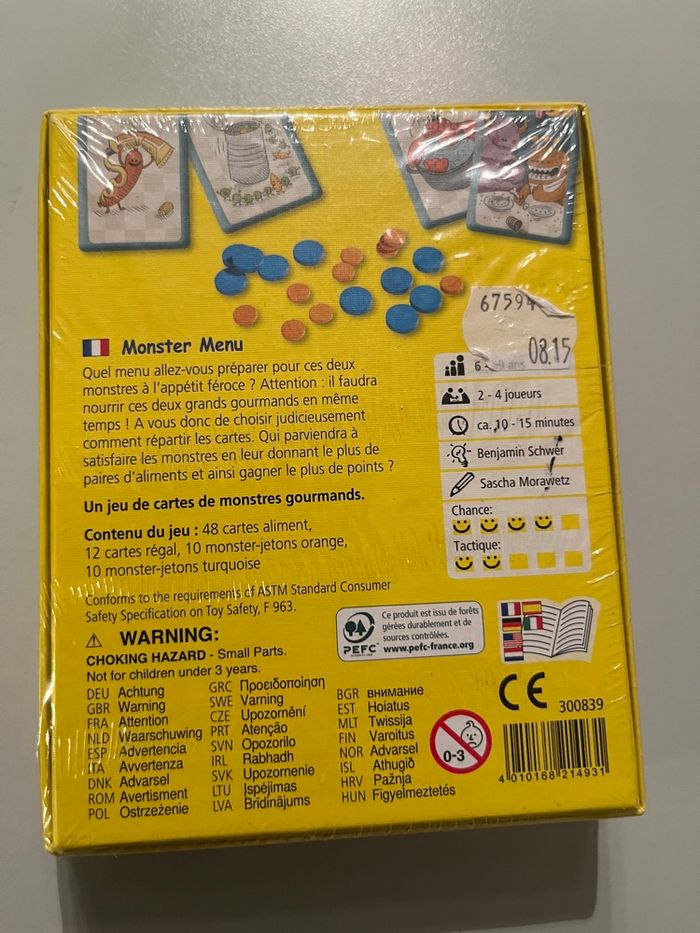 67594
08.15
Monster Menu
Quel menu allez-vous préparer pour ces deux
monstres à l'appétit féroce ? Attention : il faudra
nourrir ces deux grands gourmands en même
temps ! A vous donc de choisir judicieusement
comment répartir les cartes. Qui parviendra à
satisfaire les monstres en leur donnant le plus de
paires d'aliments et ainsi gagner le plus de points ?
Un jeu de cartes de monstres gourmands.
Contenu du jeu : 48 cartes aliment,
12 cartes régal, 10 monster-jetons orange,
10 monster-jetons turquoise
Conforms to the requirements of ASTM Standard Consumer
Safety Specification on Toy Safety, F 963.
6 - 99 ans
2 - 4 joueurs
ca. 10 - 15 minutes
Benjamin Schwer
Sascha Morawetz
Chance:
Tactique:
WARNING:
CHOKING HAZARD - Small Parts.
Not for children under 3 years.
DEU Achtung
GBR Warning
FRA Attention
NLD Waarschuwing
ESP Advertencia
ITA Avvertenza
DNK Advarsel
ROM Avertisment
POL Ostrzeżenie
GRC Προειδοποίηση
SWE Varning
CZE Upozornění
PRT Atenção
SVN Opozorilo
IRL Rabhadh
SVK Upozornenie
LTU Įspėjimas
LVA Brīdinājums
BGR внимание
EST Hoiatus
MLT Twissija
FIN Varoitus
NOR Advarsel
ISL Athugið
HRV Pažnja
HUN Figyelmeztetés
PEFC
Ce produit est issu de forêts
gérées durablement et de
sources contrôlées.
www.pefc-france.org
0-3
CE
300839
4 010168 214931